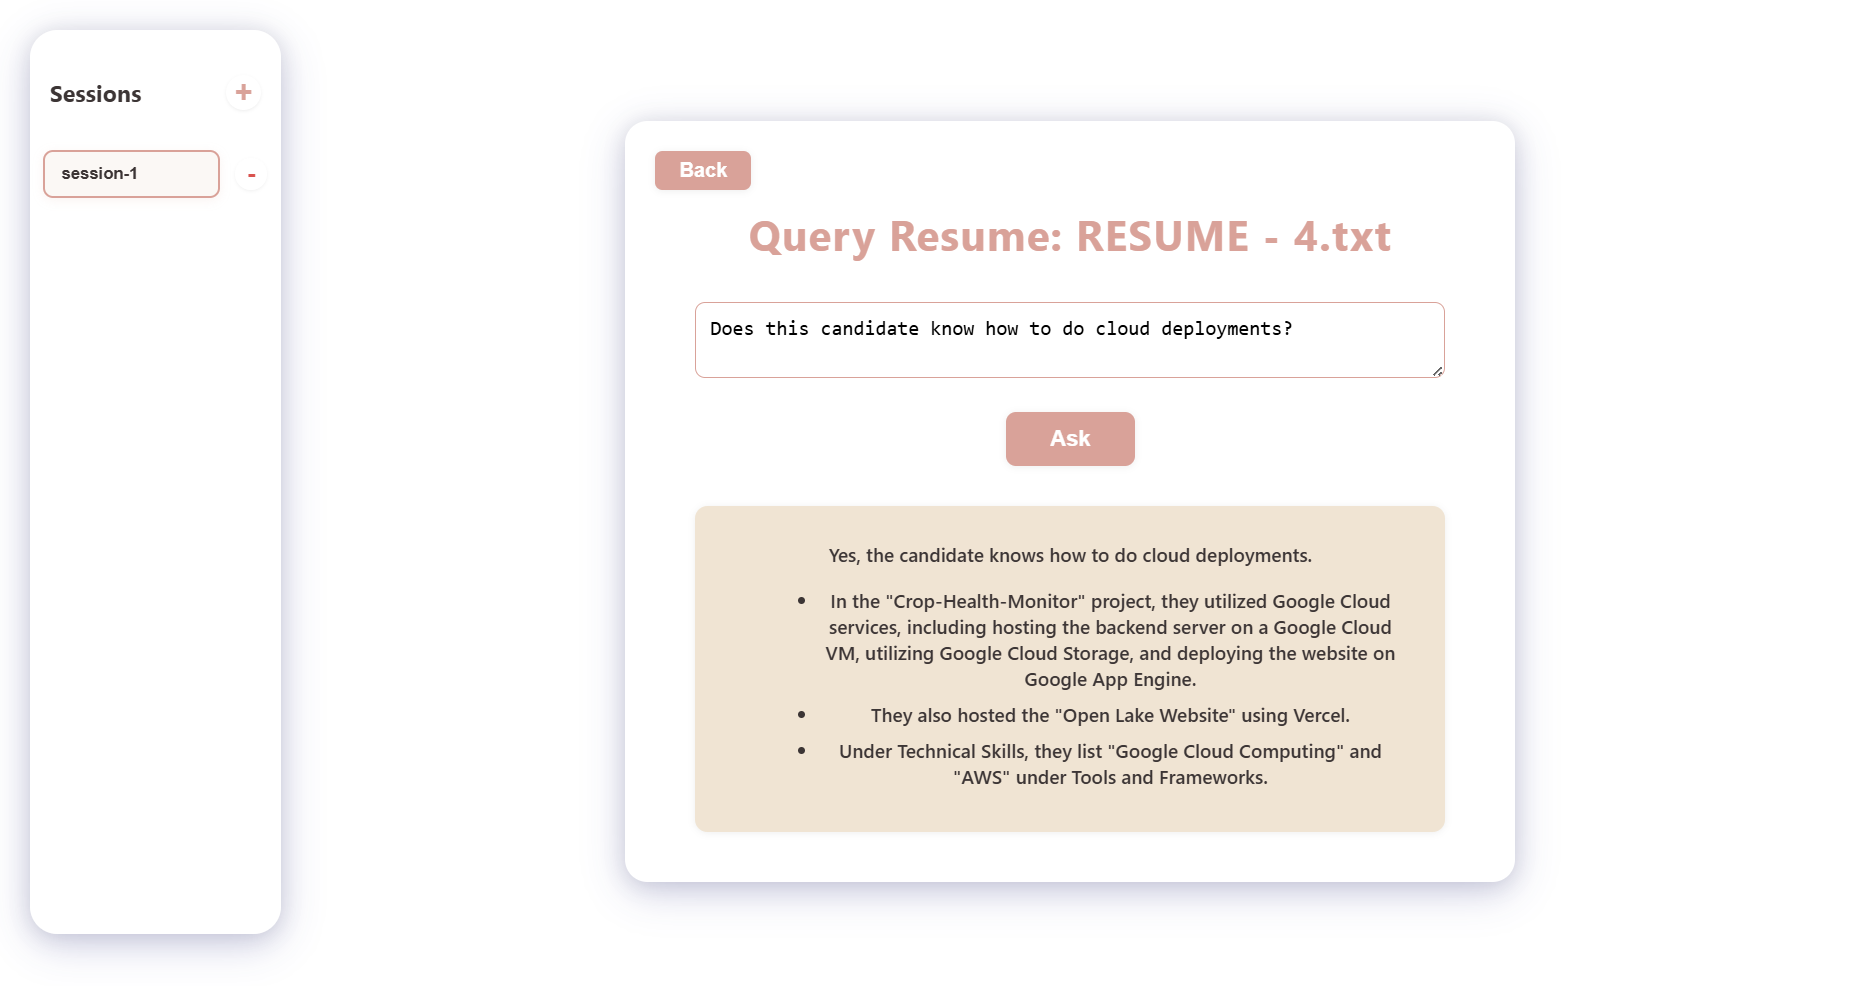 Sessions
+
session-1
-
Back
Query Resume: RESUME - 4.txt
Does this candidate know how to do cloud deployments?
Ask
Yes, the candidate knows how to do cloud deployments.
• In the "Crop-Health-Monitor" project, they utilized Google Cloud
services, including hosting the backend server on a Google Cloud
VM, utilizing Google Cloud Storage, and deploying the website on
Google App Engine.
• They also hosted the "Open Lake Website" using Vercel.
• Under Technical Skills, they list "Google Cloud Computing" and
"AWS" under Tools and Frameworks.